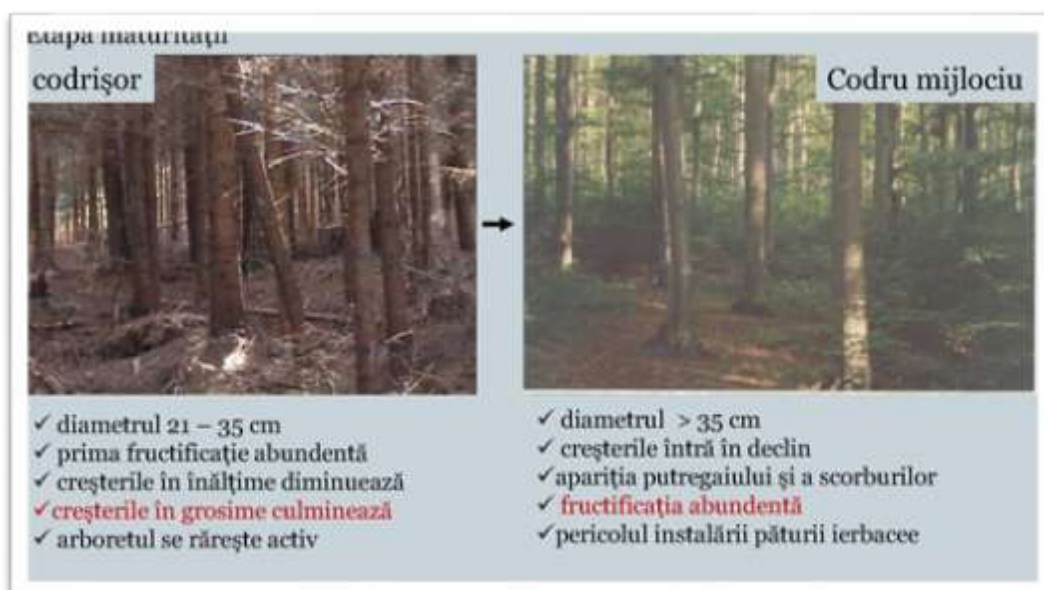 Etapa maturităţii
codrişor
Codru mijlociu
✓ diametrul 21 – 35 cm
✓ prima fructificaţie abundentă
✓ creşterile în înălţime diminuează
✓ creşterile în grosime culminează
✓ arboretul se răreşte activ
✓ diametrul > 35 cm
✓ creşterile întră în declin
✓ apariţia putregaiului şi a scorburilor
✓ fructificaţia abundentă
✓ pericolul instalării păturii ierbacee